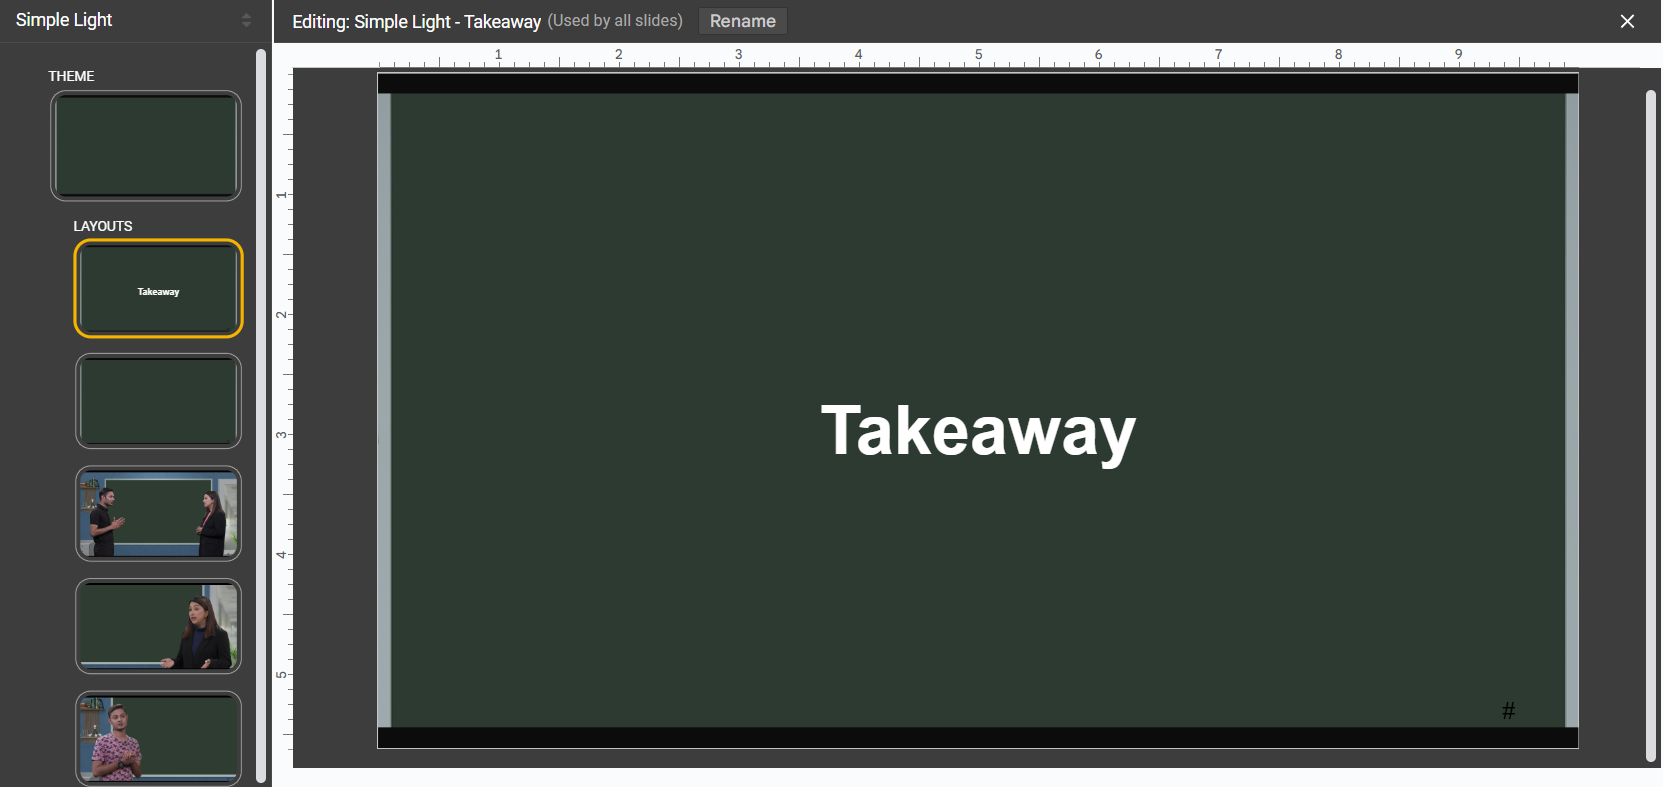 Simple Light
Editing: Simple Light - Takeaway (Used by all slides) Rename
THEME
LAYOUTS
Takeaway
1 2 3 4 5 6 7 8 9
1
2
3
4
5
Takeaway
#